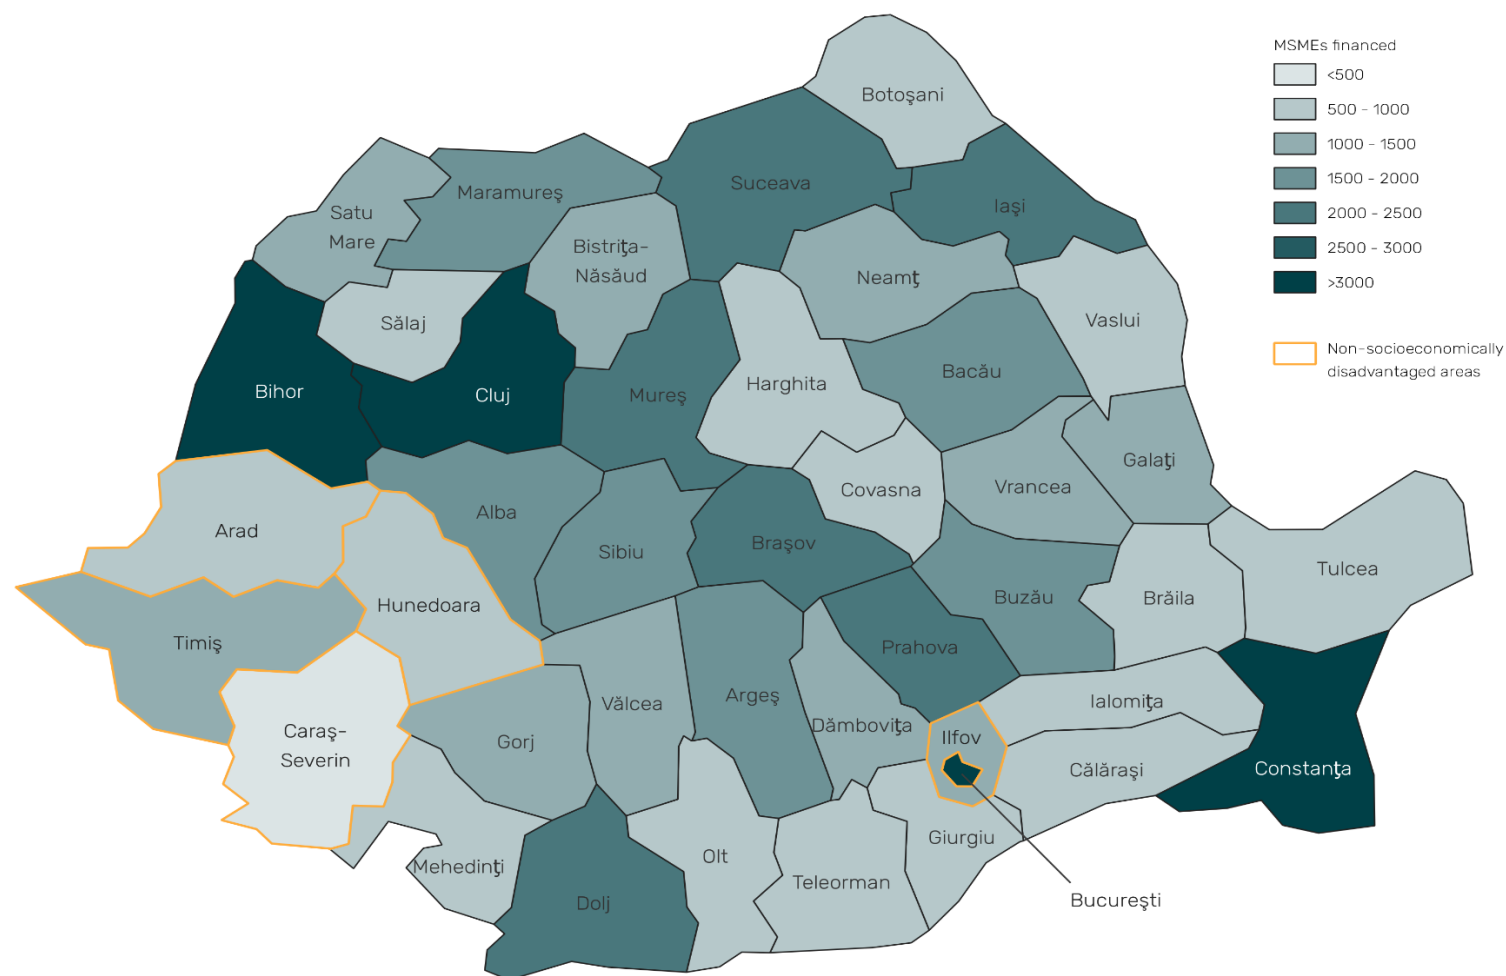 MSMEs financed
<500
500 - 1000
1000 - 1500
1500 - 2000
2000 - 2500
2500 - 3000
>3000
Non-socioeconomically
disadvantaged areas
Botoşani
Suceava
Iaşi
Maramureş
Satu
Mare
Bistriţa-
Năsăud
Neamţ
Sălaj
Vaslui
Bihor
Cluj
Mureş
Harghita
Bacău
Arad
Alba
Sibiu
Braşov
Covasna
Vrancea
Galaţi
Timiş
Hunedoara
Buzău
Brăila
Tulcea
Caraş-
Severin
Gorj
Vălcea
Argeş
Prahova
Dămboviţa
Ilfov
Ialomiţa
Călăraşi
Constanţa
Mehedinţi
Dolj
Olt
Teleorman
Giurgiu
Bucureşti